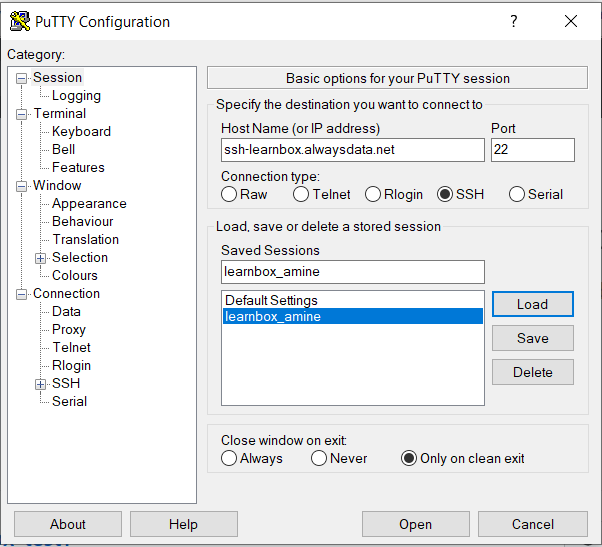 PuTTY Configuration
Category:
Session
Logging
Terminal
Keyboard
Bell
Features
Window
Appearance
Behaviour
Translation
Selection
Colours
Connection
Data
Proxy
Telnet
Rlogin
SSH
Serial
Basic options for your PuTTY session
Specify the destination you want to connect to
Host Name (or IP address) Port
ssh-learnbox.alwaysdata.net 22
Connection type:
Raw Telnet Rlogin SSH Serial
Load, save or delete a stored session
Saved Sessions
learnbox_amine
Default Settings
learnbox_amine
Load
Save
Delete
Close window on exit:
Always Never Only on clean exit
About Help Open Cancel